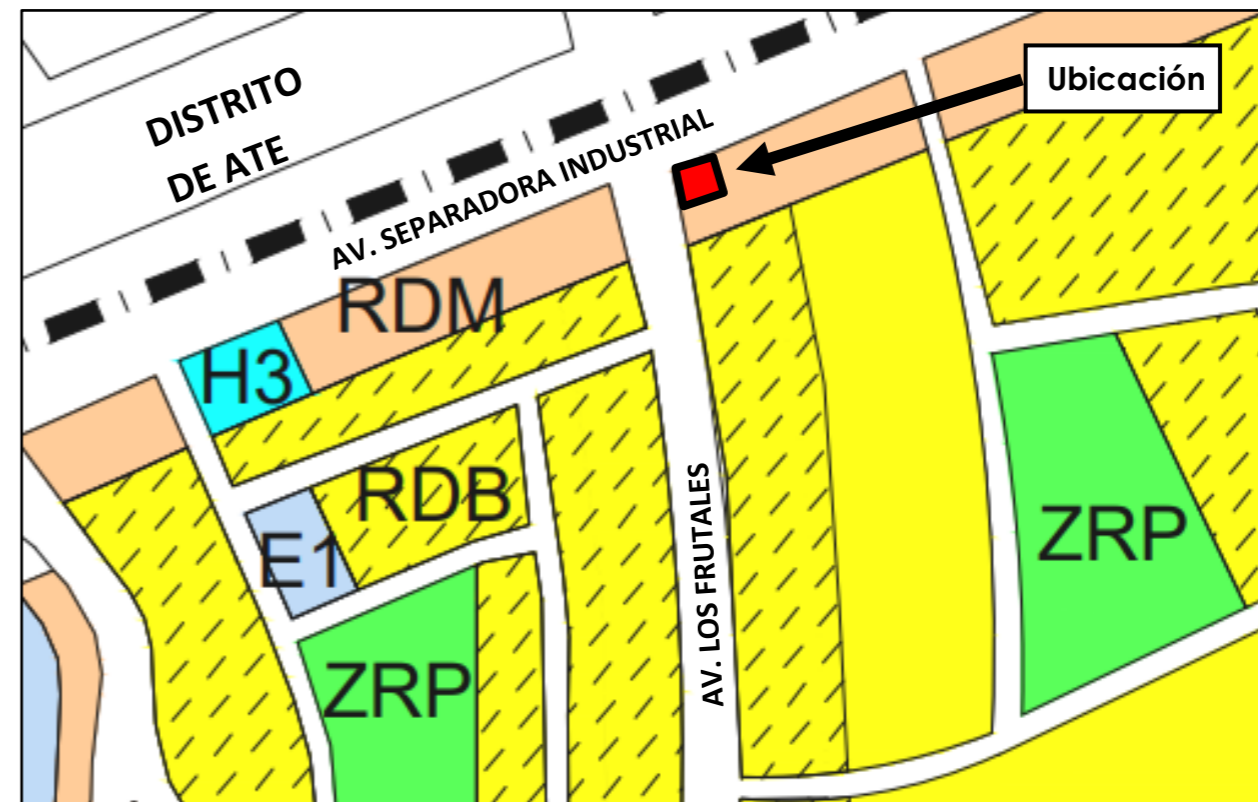 DISTRITO
DE ATE
Ubicación
AV. SEPARADORA INDUSTRIAL
RDM
H3
RDB
E1
ZRP
AV. LOS FRUTALES
ZRP